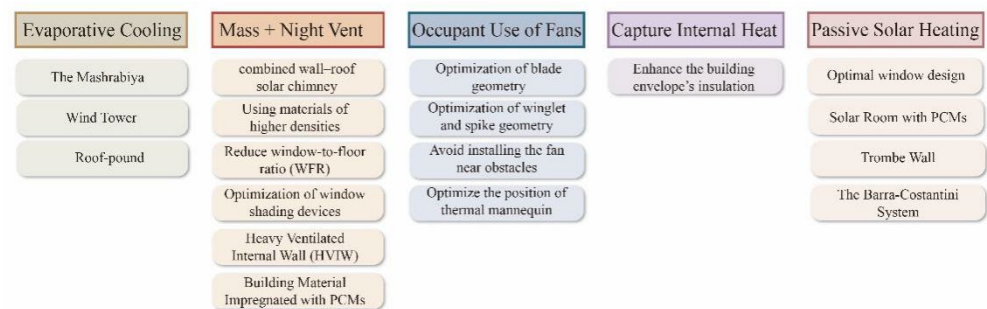 Evaporative Cooling
The Mashrabiya
Wind Tower
Roof-pound
Mass + Night Vent
combined wall–roof
solar chimney
Using materials of
higher densities
Reduce window-to-floor
ratio (WFR)
Optimization of window
shading devices
Heavy Ventilated
Internal Wall (HVIW)
Building Material
Impregnated with PCMs
Occupant Use of Fans
Optimization of blade
geometry
Optimization of winglet
and spike geometry
Avoid installing the fan
near obstacles
Optimize the position of
thermal mannequin
Capture Internal Heat
Enhance the building
envelope’s insulation
Passive Solar Heating
Optimal window design
Solar Room with PCMs
Trombe Wall
The Barra-Costantini
System